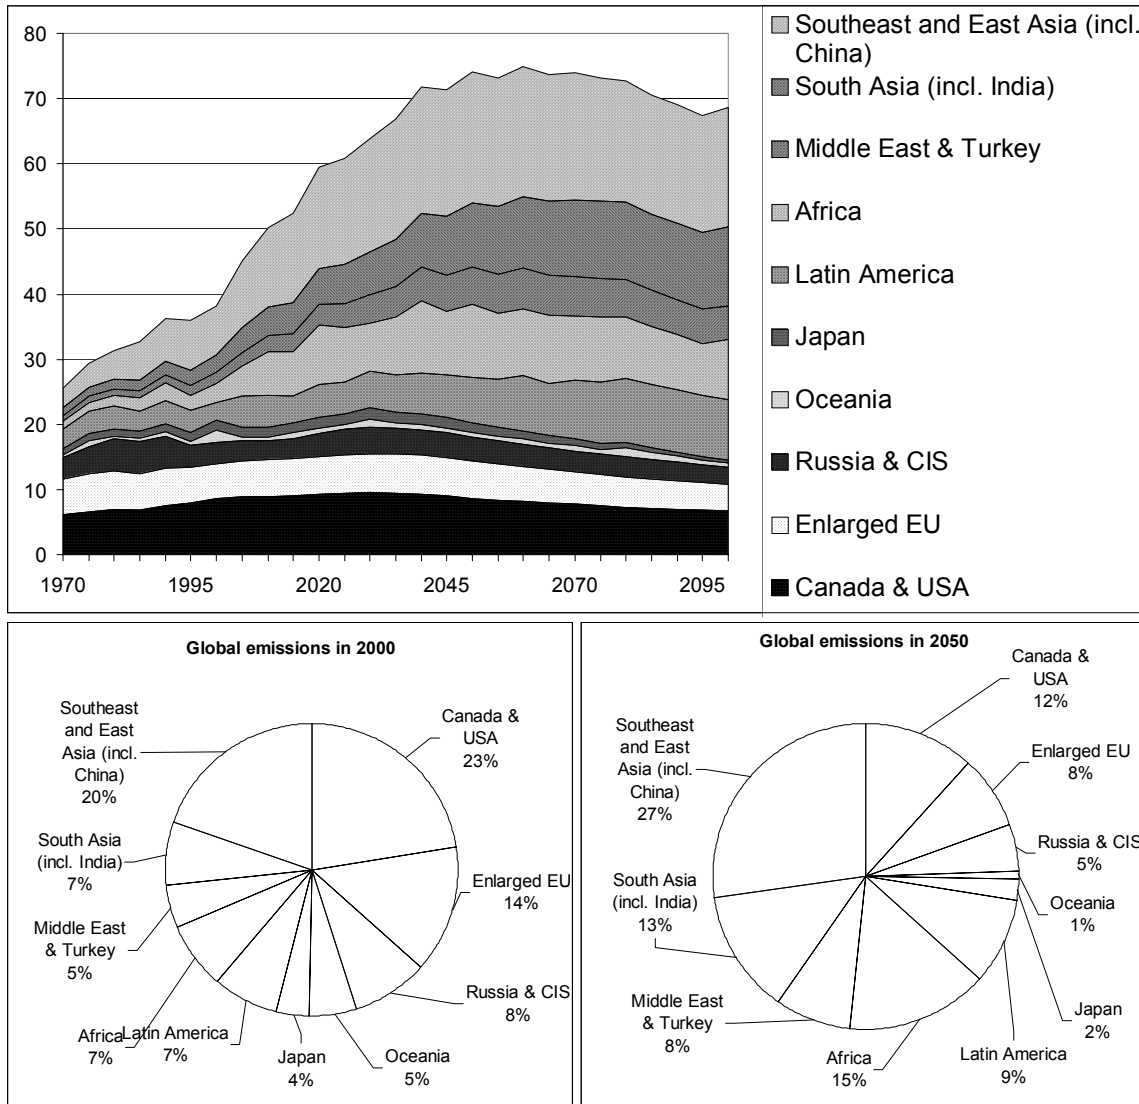 80
70
60
50
40
30
20
10
0
1970
1995
2020
2045
2070
2095
Southeast and East Asia (incl.
China)
South Asia (incl. India)
Middle East & Turkey
Africa
Latin America
Japan
Oceania
Russia & CIS
Enlarged EU
Canada & USA
Global emissions in 2000
Southeast
and East
Asia (incl.
China)
20%
Canada &
USA
23%
South Asia
(incl. India)
7%
Enlarged EU
14%
Middle East
& Turkey
5%
Russia & CIS
8%
Africa
7%
Latin America
7%
Japan
4%
Oceania
5%
Global emissions in 2050
Canada &
USA
12%
Southeast
and East
Asia (incl.
China)
27%
Enlarged EU
8%
Russia & CIS
5%
South Asia
(incl. India)
13%
Oceania
1%
Middle East
& Turkey
8%
Japan
2%
Africa
15%
Latin America
9%